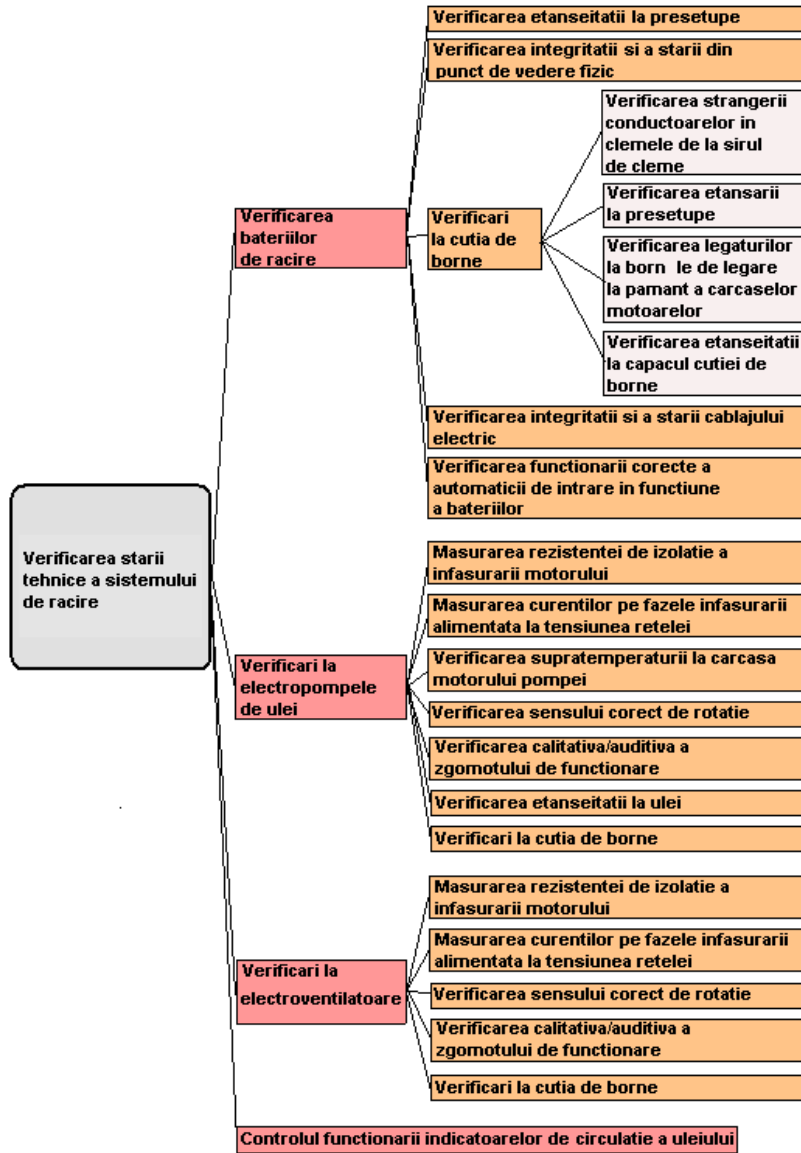 Verificarea starii
tehnice a sistemului
de racire
Verificarea
bateriilor
de racire
Verificarea etanseitatii la presetupe
Verificarea integritatii si a starii din
punct de vedere fizic
Verificari
la cutia de
borne
Verificarea strangerii
conductoarelor in
clemele de la sirul
de cleme
Verificarea etansarii
la presetupe
Verificarea legaturilor
la born le de legare
la pamant a carcaselor
motoarelor
Verificarea etanseitatii
la capacul cutiei de
borne
Verificarea integritatii si a starii cablajului
electric
Verificarea functionarii corecte a
automaticii de intrare in functiune
a bateriilor
Verificari la
electropompele
de ulei
Masurarea rezistentei de izolatie a
infasurarii motorului
Masurarea curentilor pe fazele infasurarii
alimentata la tensiunea retelei
Verificarea supratemperaturii la carcasa
motorului pompei
Verificarea sensului corect de rotatie
Verificarea calitativa/auditiva a
zgomotului de functionare
Verificarea etanseitatii la ulei
Verificari la cutia de borne
Verificari la
electroventilatoare
Masurarea rezistentei de izolatie a
infasurarii motorului
Masurarea curentilor pe fazele infasurarii
alimentata la tensiunea retelei
Verificarea sensului corect de rotatie
Verificarea calitativa/auditiva a
zgomotului de functionare
Verificari la cutia de borne
Controlul functionarii indicatoarelor de circulatie a uleiului